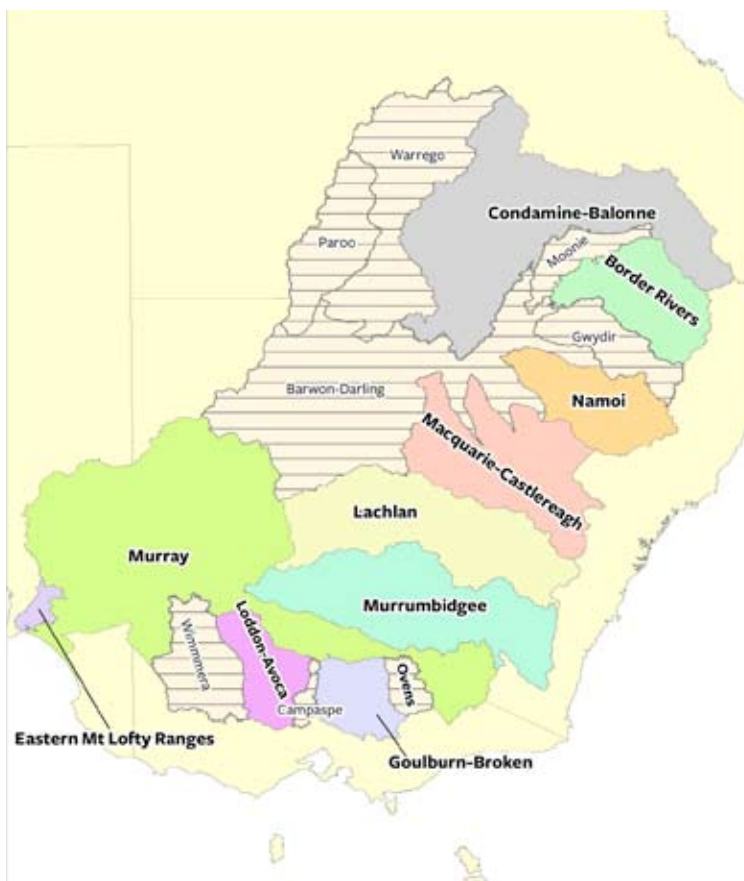 Warrego
Condamine-Balonne
Paroo
Moonie
Border Rivers
Gwydir
Barwon-Darling
Namoi
Macquarie-Castlereagh
Lachlan
Murray
Murrumbidgee
Wimmera
Loddon-Avoca
Ovens
Campaspe
Eastern Mt Lofty Ranges
Goulburn-Broken